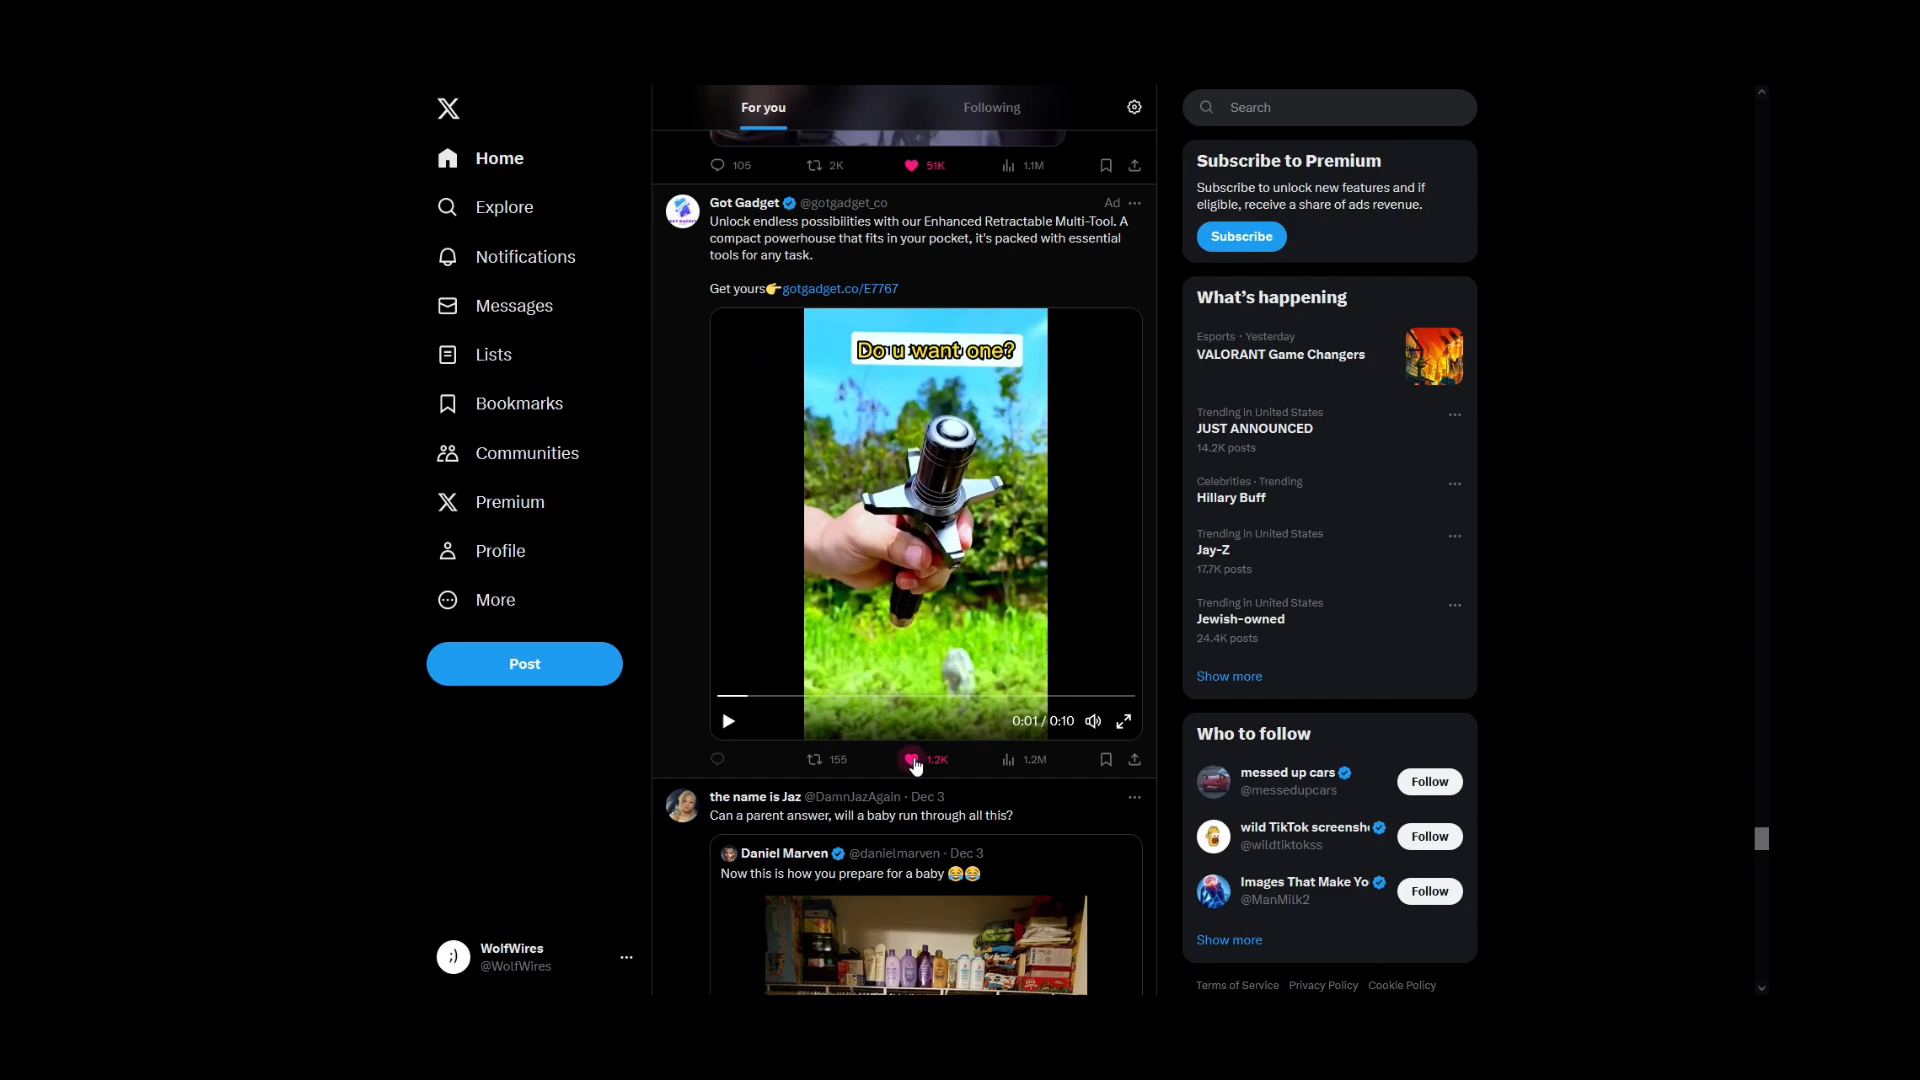 Home
Explore
Notifications
Messages
Lists
Bookmarks
Communities
Premium
Profile
More
Post
WolfWires
@WolfWires
For you
Following
105
2K
51K
1.1M
Got Gadget @gotgadget_co
Ad
Unlock endless possibilities with our Enhanced Retractable Multi-Tool. A
compact powerhouse that fits in your pocket, it's packed with essential
tools for any task.
Get yours👉gotgadget.co/E7767
Do u want one?
0:01 / 0:10
155
1.2K
1.2M
the name is Jaz @DamnJazAgain · Dec 3
Can a parent answer, will a baby run through all this?
Daniel Marven @danielmarven · Dec 3
Now this is how you prepare for a baby 😂😂
Search
Subscribe to Premium
Subscribe to unlock new features and if
eligible, receive a share of ads revenue.
Subscribe
What's happening
Esports · Yesterday
VALORANT Game Changers
Trending in United States
JUST ANNOUNCED
14.2K posts
Celebrities · Trending
Hillary Buff
Trending in United States
Jay-Z
17.7K posts
Trending in United States
Jewish-owned
24.4K posts
Show more
Who to follow
messed up cars
@messedupcars
Follow
wild TikTok screensh
@wildtiktokss
Follow
Images That Make Yo
@ManMilk2
Follow
Show more
Terms of Service Privacy Policy Cookie Policy